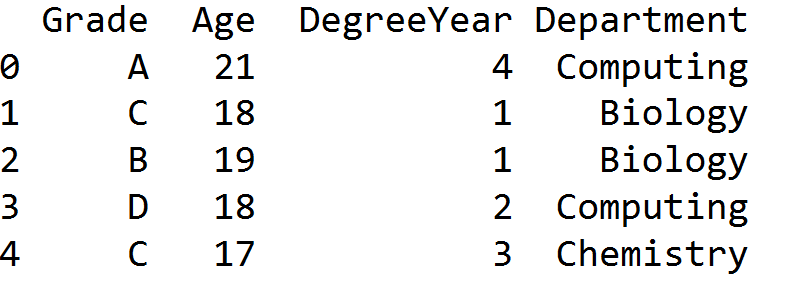 Grade Age DegreeYear Department
0 A 21 4 Computing
1 C 18 1 Biology
2 B 19 1 Biology
3 D 18 2 Computing
4 C 17 3 Chemistry